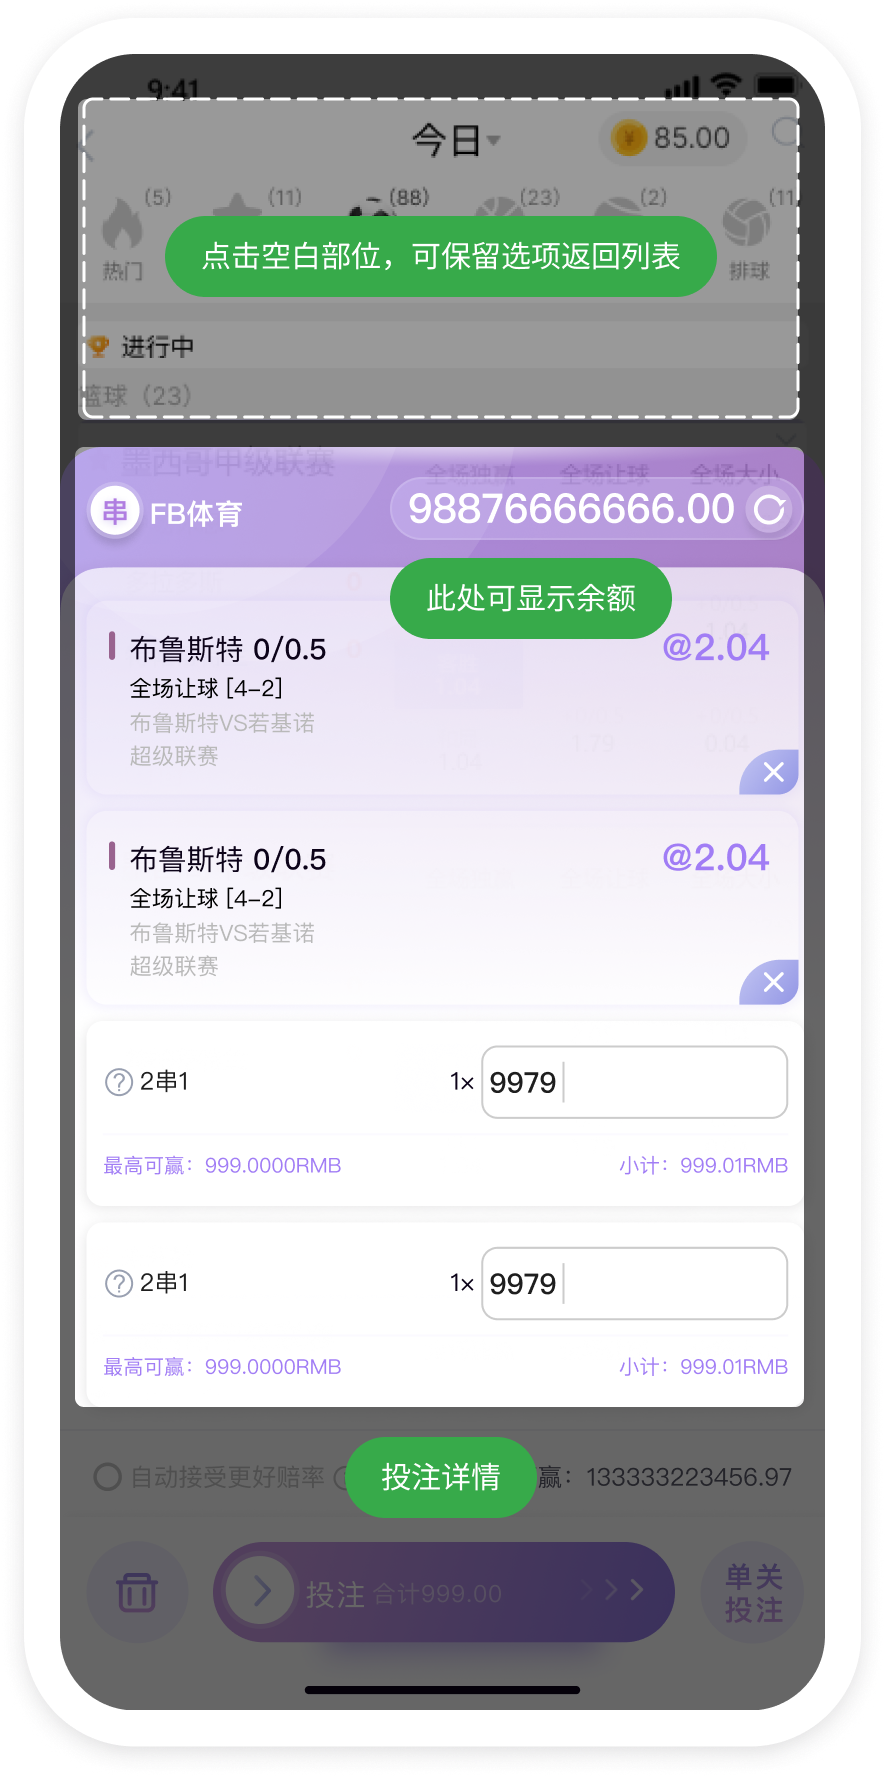 9:41
今日
85.00
(5)
(11)
(88)
(23)
(2)
(11
点击空白部位，可保留选项返回列表
热门
排球
进行中
篮球（23）
墨西哥甲级联赛
全场独赢
全场让球
全场大小
串 FB体育
98876666666.00
此处可显示余额
布鲁斯特 0/0.5
@2.04
全场让球 [4-2]
布鲁斯特VS若基诺
超级联赛
1.04
1.79
0.04
布鲁斯特 0/0.5
@2.04
全场让球 [4-2]
布鲁斯特VS若基诺
超级联赛
2串1
1×
9979
最高可赢：999.0000RMB
小计：999.01RMB
2串1
1×
9979
最高可赢：999.0000RMB
小计：999.01RMB
自动接受更好赔率
投注详情
赢：133333223456.97
投注 合计999.00
单关
投注